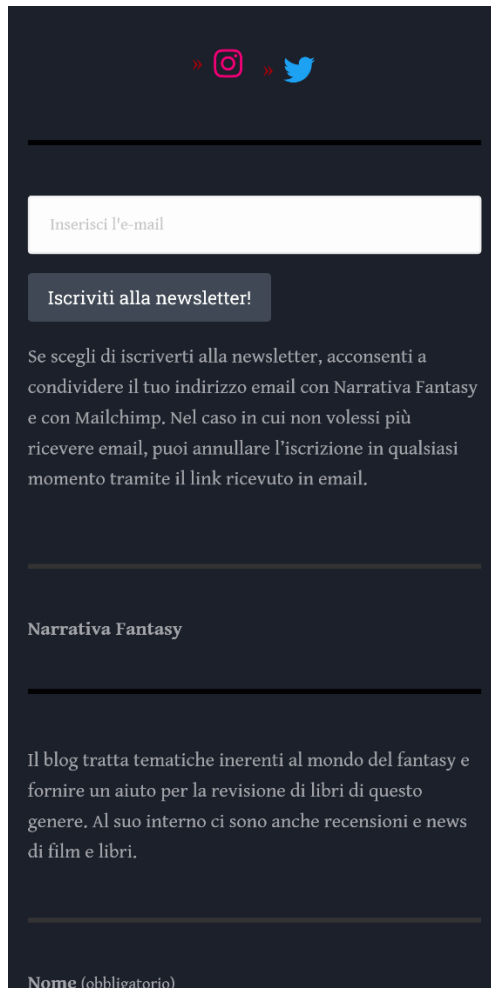 » »
Inserisci l'e-mail
Iscriviti alla newsletter!
Se scegli di iscriverti alla newsletter, acconsenti a
condividere il tuo indirizzo email con Narrativa Fantasy
e con Mailchimp. Nel caso in cui non volessi più
ricevere email, puoi annullare l’iscrizione in qualsiasi
momento tramite il link ricevuto in email.
Narrativa Fantasy
Il blog tratta tematiche inerenti al mondo del fantasy e
fornire un aiuto per la revisione di libri di questo
genere. Al suo interno ci sono anche recensioni e news
di film e libri.
Nome (obbligatorio)